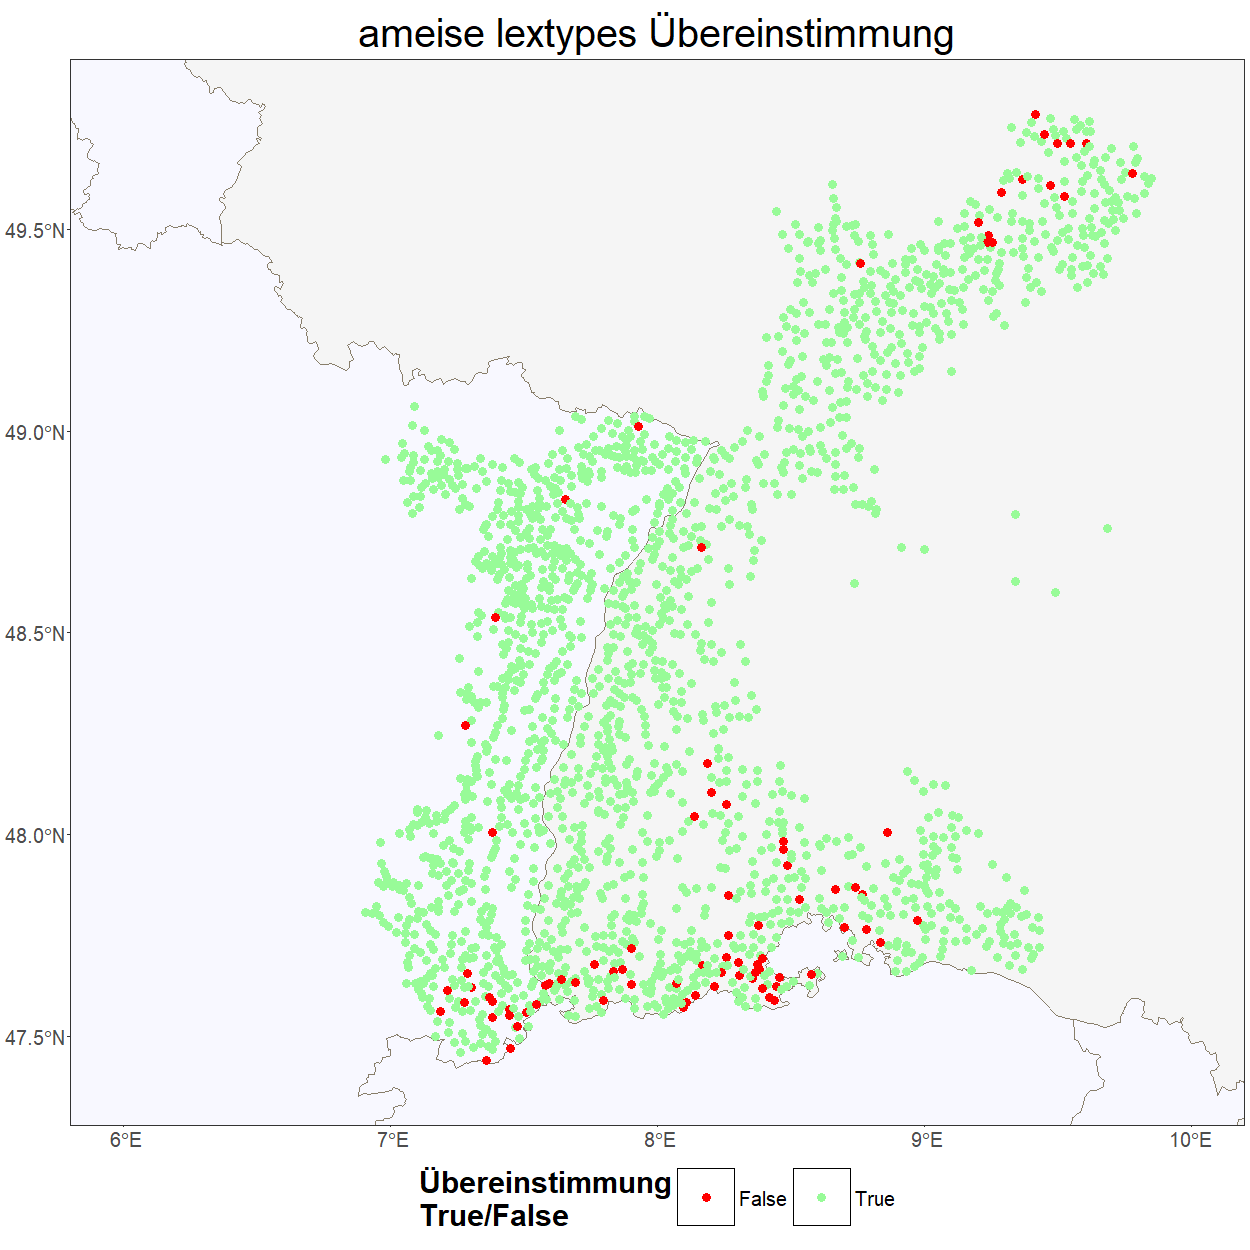 ameise lextypes Übereinstimmung
49.5°N
49.0°N
48.5°N
48.0°N
47.5°N
6°E 7°E 8°E 9°E 10°E
Übereinstimmung
True/False
False True